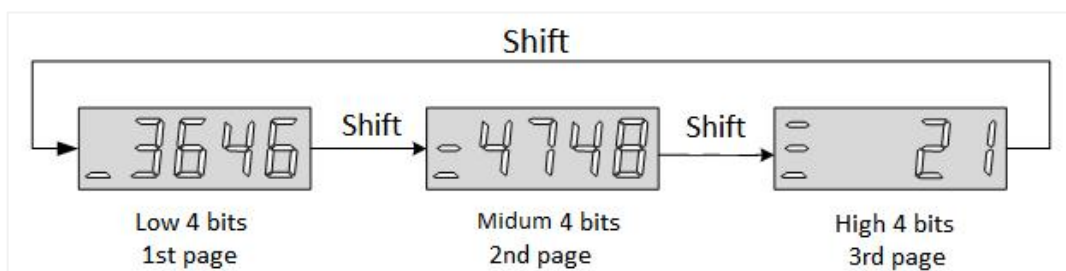 Shift
3646
Shift
4748
Shift
21
Low 4 bits
1st page
Midum 4 bits
2nd page
High 4 bits
3rd page